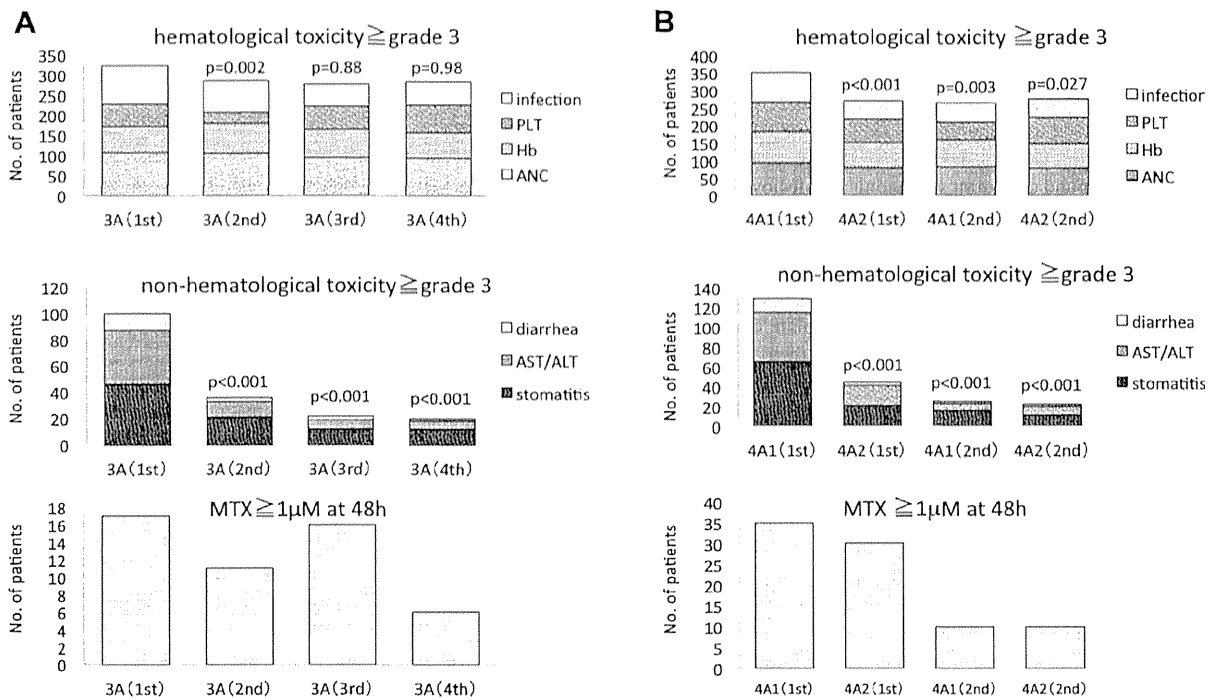 A
hematological toxicity ≧grade 3
No. of patients
350
300
250
200
150
100
50
0
p=0.002 p=0.88 p=0.98
infection
PLT
Hb
ANC
3A(1st) 3A(2nd) 3A(3rd) 3A(4th)
non-hematological toxicity ≧grade 3
No. of patients
120
100
80
60
40
20
0
p<0.001 p<0.001 p<0.001
diarrhea
AST/ALT
stomatitis
3A(1st) 3A(2nd) 3A(3rd) 3A(4th)
MTX≧1μM at 48h
No. of patients
18
16
14
12
10
8
6
4
2
0
3A(1st) 3A(2nd) 3A(3rd) 3A(4th)
B
hematological toxicity ≧grade 3
No. of patients
400
350
300
250
200
150
100
50
0
p<0.001 p=0.003 p=0.027
infection
PLT
Hb
ANC
4A1(1st) 4A2(1st) 4A1(2nd) 4A2(2nd)
non-hematological toxicity ≧grade 3
No. of patients
140
120
100
80
60
40
20
0
p<0.001 p<0.001 p<0.001
diarrhea
AST/ALT
stomatitis
4A1(1st) 4A2(1st) 4A1(2nd) 4A2(2nd)
MTX≧1μM at 48h
No. of patients
40
35
30
25
20
15
10
5
0
4A1(1st) 4A2(1st) 4A1(2nd) 4A2(2nd)